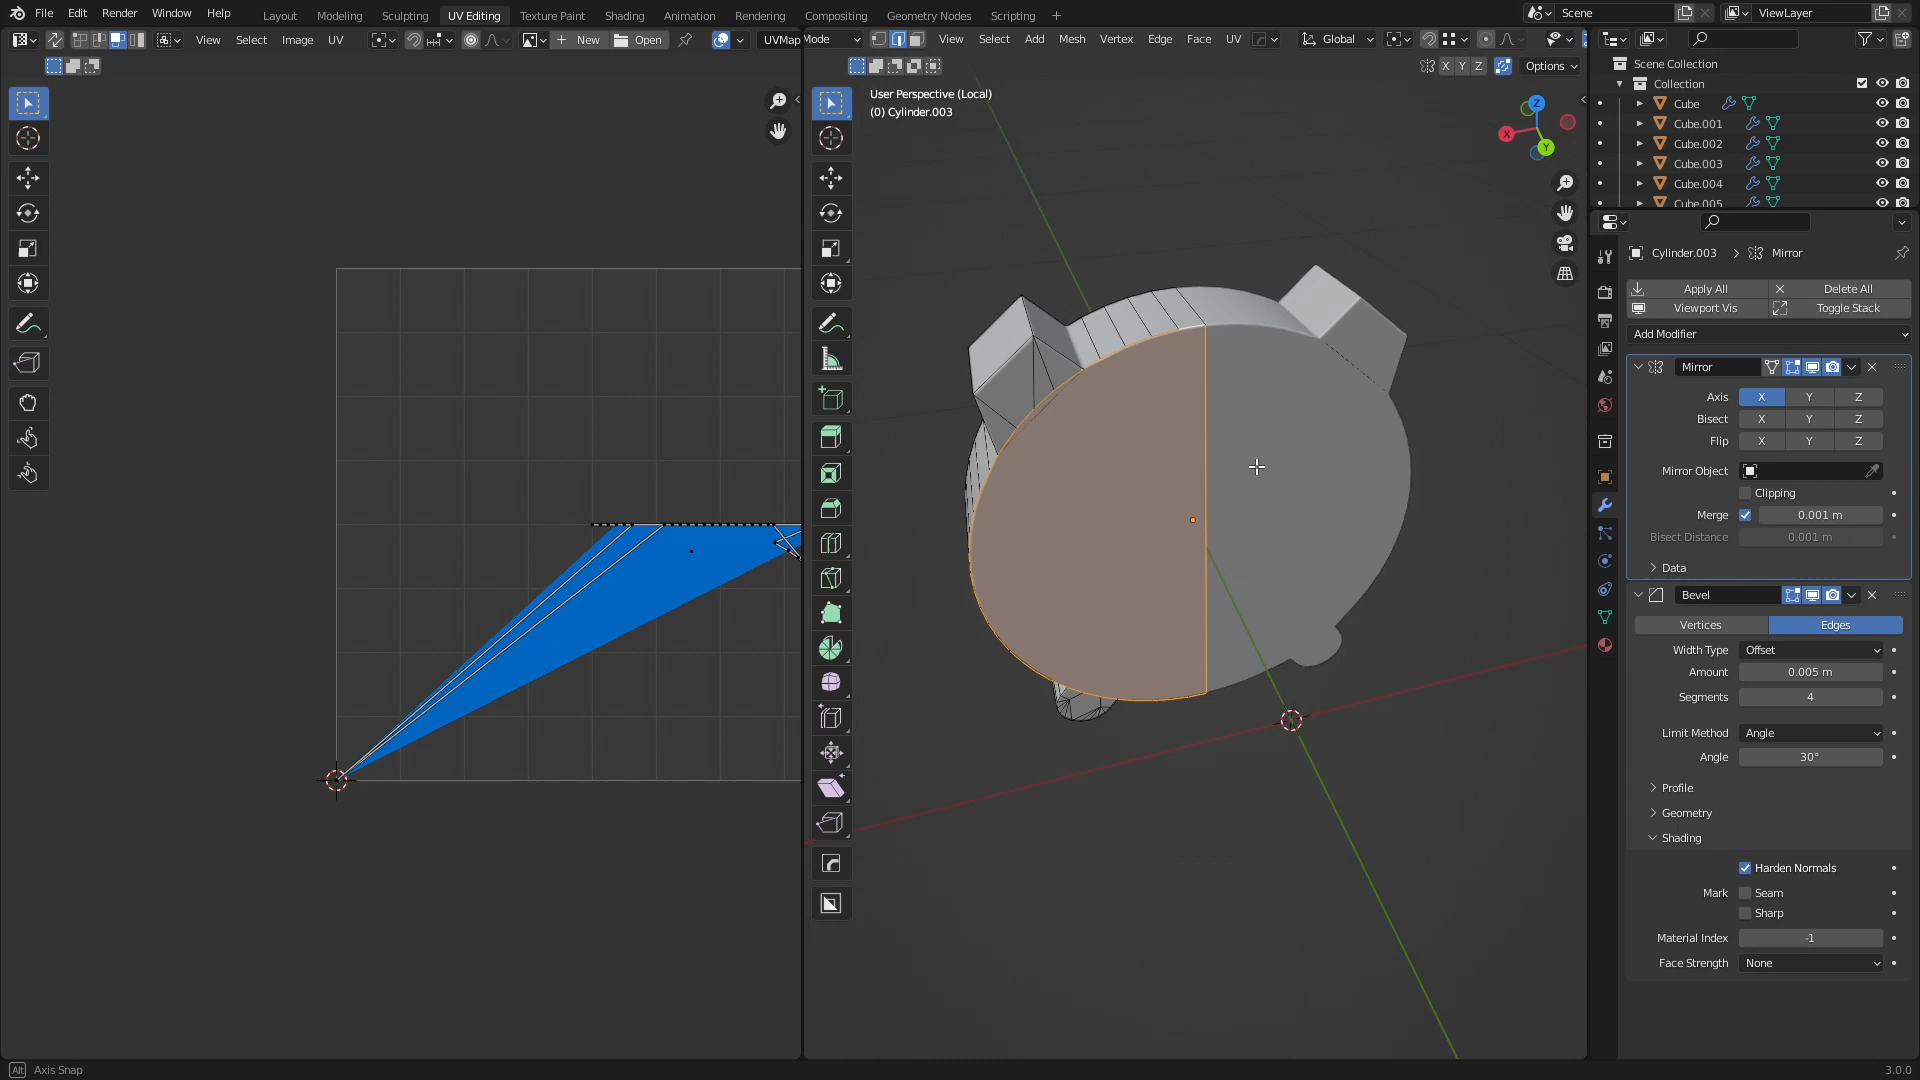 File Edit Render Window Help
Layout Modeling Sculpting UV Editing Texture Paint Shading Animation Rendering Compositing Geometry Nodes Scripting +
Scene
ViewLayer
View Select Image UV
New
Open
UVMap
Mode
View Select Add Mesh Vertex Edge Face UV
Global
X Y Z
Options
User Perspective (Local)
(0) Cylinder.003
Z
X
Y
Scene Collection
Collection
Cube
Cube.001
Cube.002
Cube.003
Cube.004
Cube.005
Cylinder.003 > Mirror
Apply All
Delete All
Viewport Vis
Toggle Stack
Add Modifier
Mirror
Axis X Y Z
Bisect X Y Z
Flip X Y Z
Mirror Object
Clipping
Merge 0.001 m
Bisect Distance 0.001 m
Data
Bevel
Vertices Edges
Width Type Offset
Amount 0.005 m
Segments 4
Limit Method Angle
Angle 30°
Profile
Geometry
Shading
Harden Normals
Mark Seam
Sharp
Material Index -1
Face Strength None
Alt Axis Snap
3.0.0